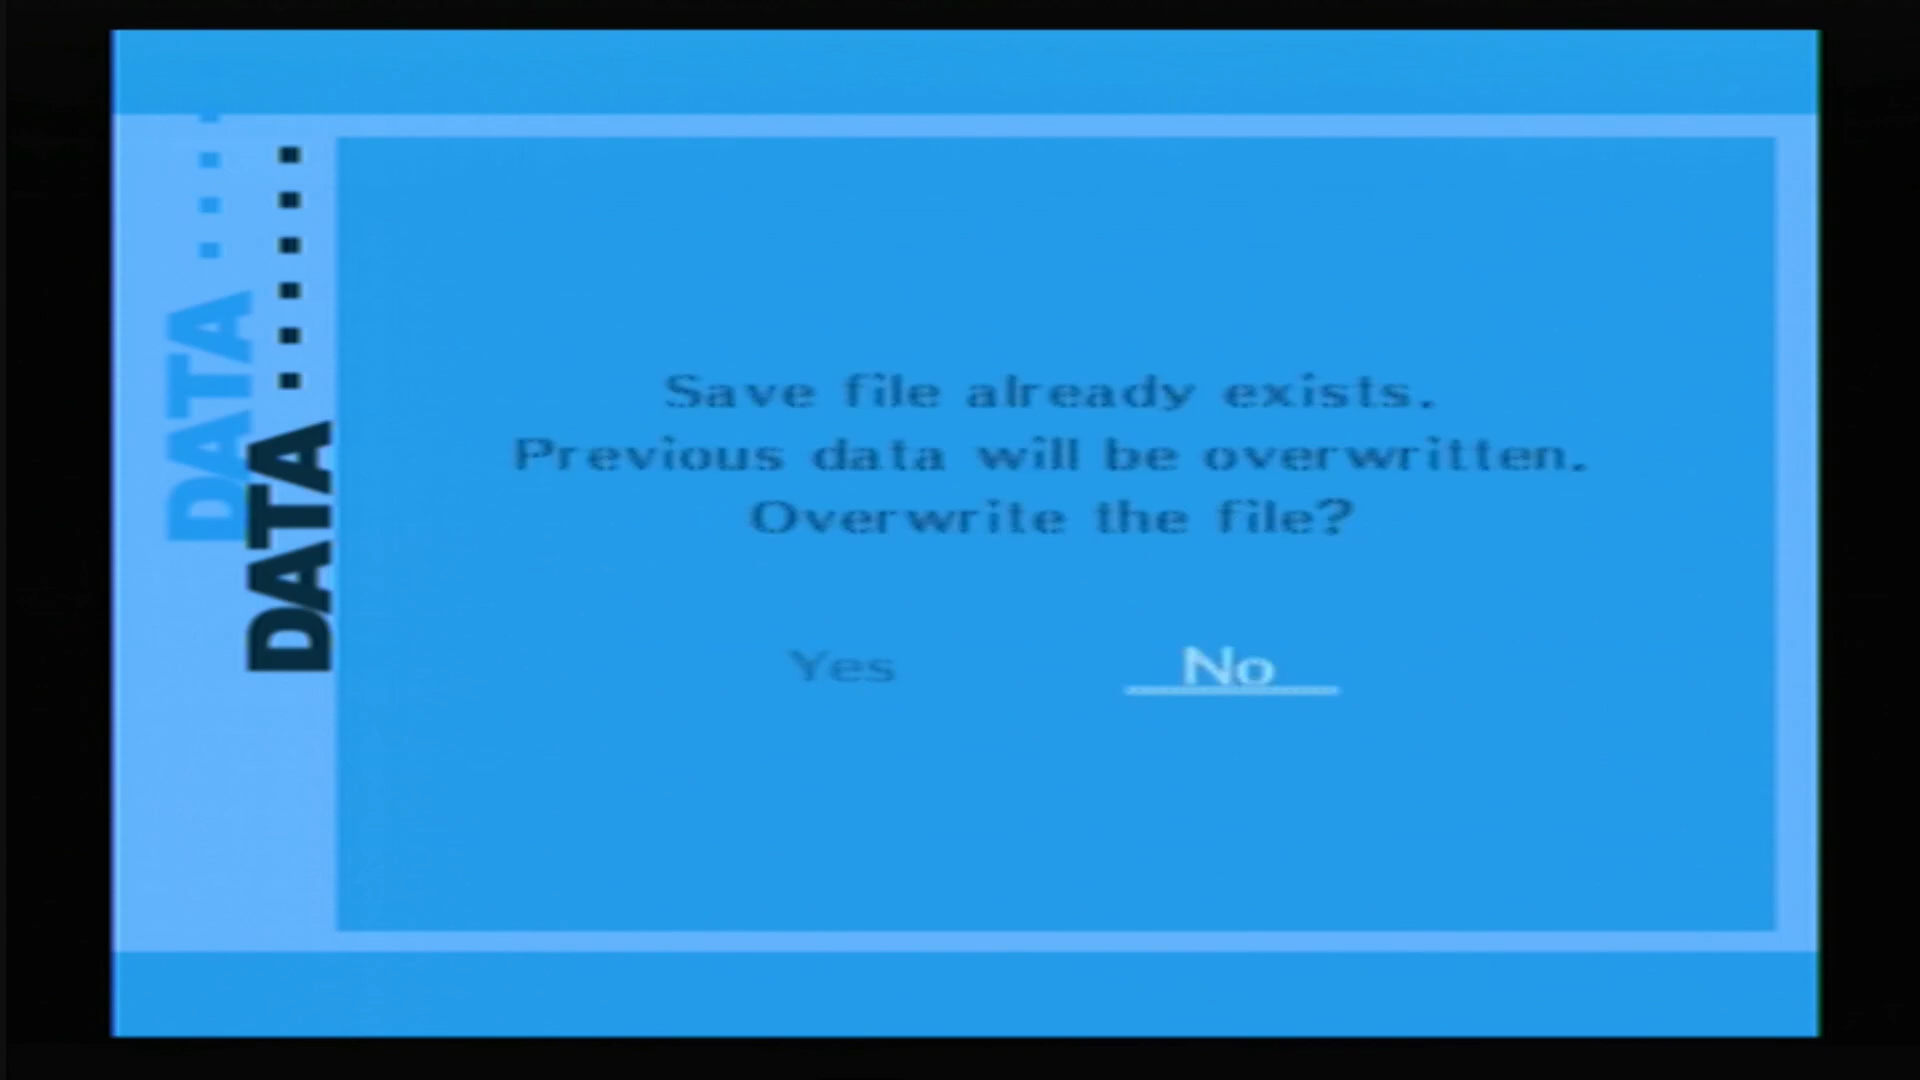 DATA
DATA
Save file already exists.
Previous data will be overwritten.
Overwrite the file?
Yes
No